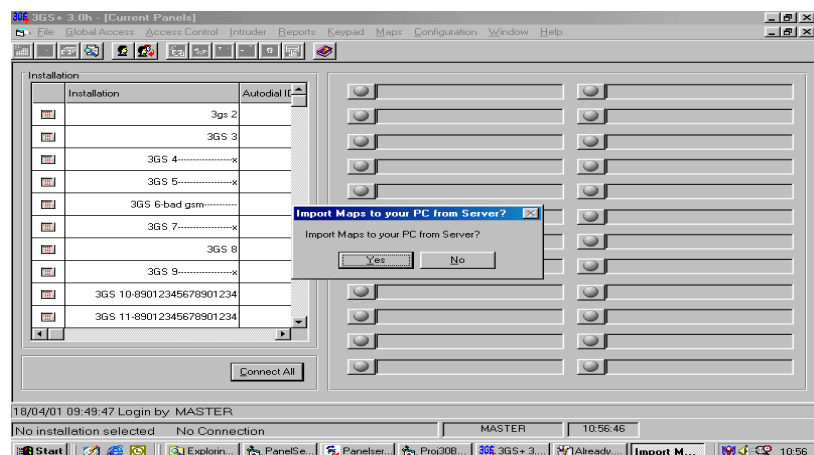 3GS+ 3.0h - [Current Panels]
File Global Access Access Control Intruder Reports Keypad Maps Configuration Window Help
Installation
Installation Autodial ID
3gs 2
3GS 3
3GS 4-----------------x
3GS 5-----------------x
3GS 6-bad gsm----------
3GS 7-----------------x
3GS 8
3GS 9-----------------x
3GS 10-89012345678901234
3GS 11-89012345678901234
Connect All
Import Maps to your PC from Server?
Import Maps to your PC from Server?
Yes No
18/04/01 09:49:47 Login by MASTER
No installation selected No Connection MASTER 10:56:46
Start Explorin... PanelSe... Panelser... Proj30B... 3GS+ 3.... Already.... Import M... 10:56